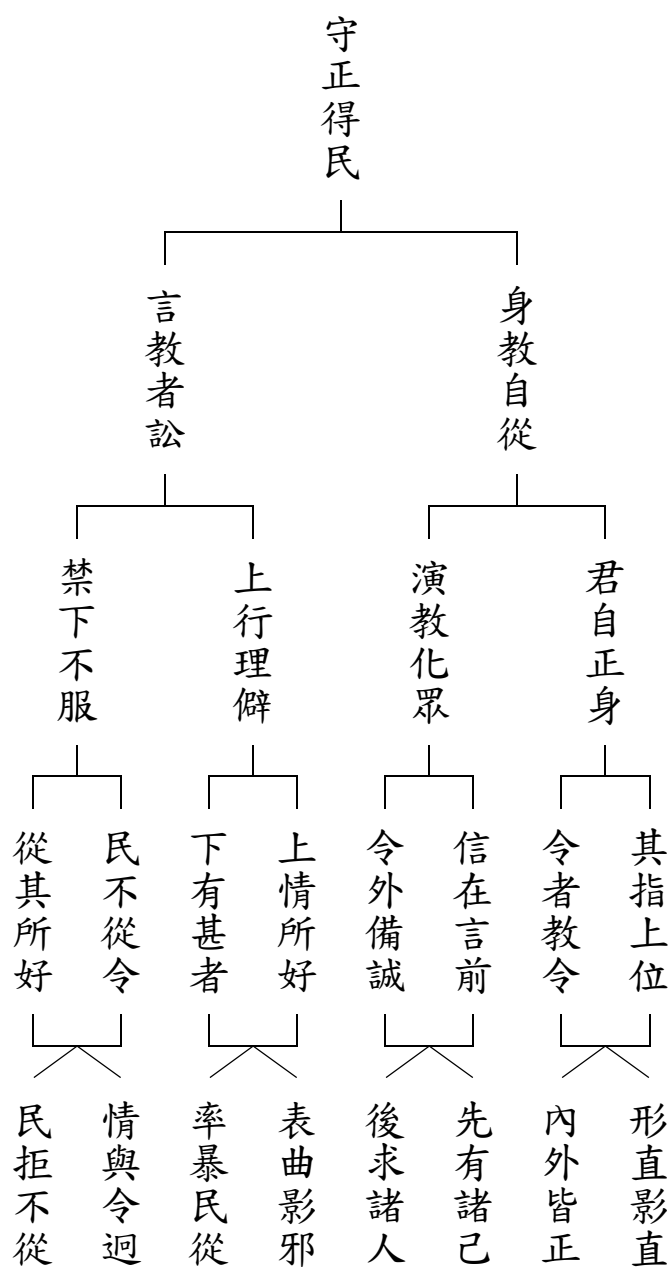 守正得民
身教自從
言教者訟
君自正身
演教化眾
上行理僻
禁下不服
其指上位
令者教令
信在言前
令外備誠
上情所好
下有甚者
民不從令
從其所好
形直影直
內外皆正
先有諸己
後求諸人
表曲影邪
率暴民從
情與令迥
民拒不從